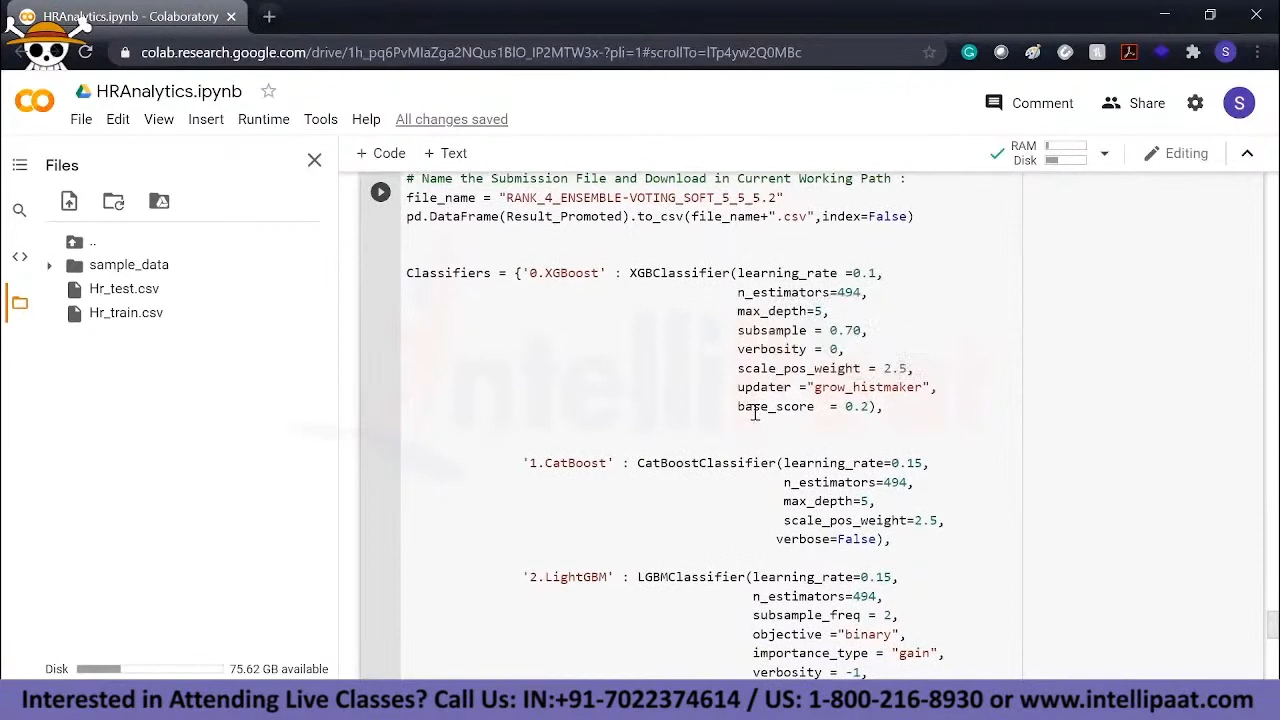 HRAnalytics.ipynb - Colaboratory
colab.research.google.com/drive/1h_pq6PvMIaZga2NQus1BlO_IP2MTW3x-?pli=1#scrollTo=lTp4yw2Q0MBc
S
HRAnalytics.ipynb
Comment
Share
S
File Edit View Insert Runtime Tools Help All changes saved
Files
+ Code + Text
RAM
Disk
Editing
..
sample_data
Hr_test.csv
Hr_train.csv
# Name the Submission File and Download in Current Working Path :
file_name = "RANK_4_ENSEMBLE-VOTING_SOFT_5_5_5.2"
pd.DataFrame(Result_Promoted).to_csv(file_name+".csv",index=False)
Classifiers = {'0.XGBoost' : XGBClassifier(learning_rate =0.1,
n_estimators=494,
max_depth=5,
subsample = 0.70,
verbosity = 0,
scale_pos_weight = 2.5,
updater ="grow_histmaker",
base_score = 0.2),
'1.CatBoost' : CatBoostClassifier(learning_rate=0.15,
n_estimators=494,
max_depth=5,
scale_pos_weight=2.5,
verbose=False),
'2.LightGBM' : LGBMClassifier(learning_rate=0.15,
n_estimators=494,
subsample_freq = 2,
objective ="binary",
importance_type = "gain",
verbosity = -1,
intellipaat
Disk
75.62 GB available
Interested in Attending Live Classes? Call Us: IN:+91-7022374614 / US: 1-800-216-8930 or www.intellipaat.com